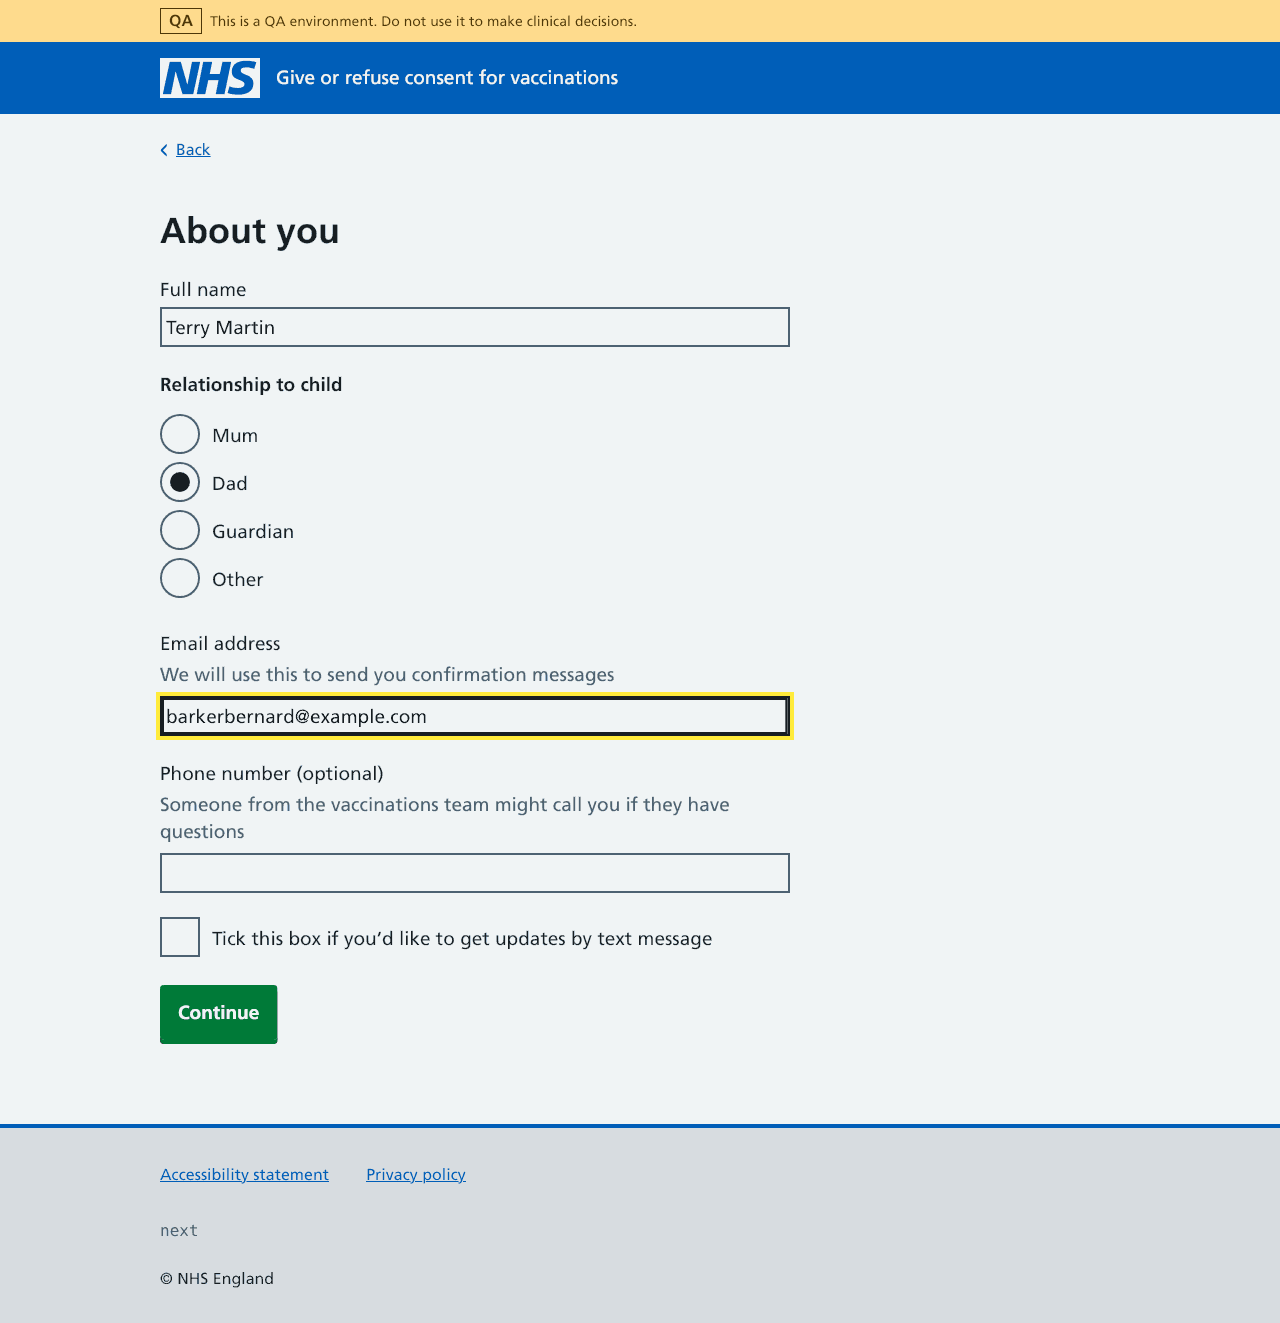 QA This is a QA environment. Do not use it to make clinical decisions.
NHS Give or refuse consent for vaccinations
Back
About you
Full name
Terry Martin
Relationship to child
Mum
Dad
Guardian
Other
Email address
We will use this to send you confirmation messages
barkerbernard@example.com
Phone number (optional)
Someone from the vaccinations team might call you if they have
questions
Tick this box if you’d like to get updates by text message
Continue
Accessibility statement Privacy policy
next
© NHS England